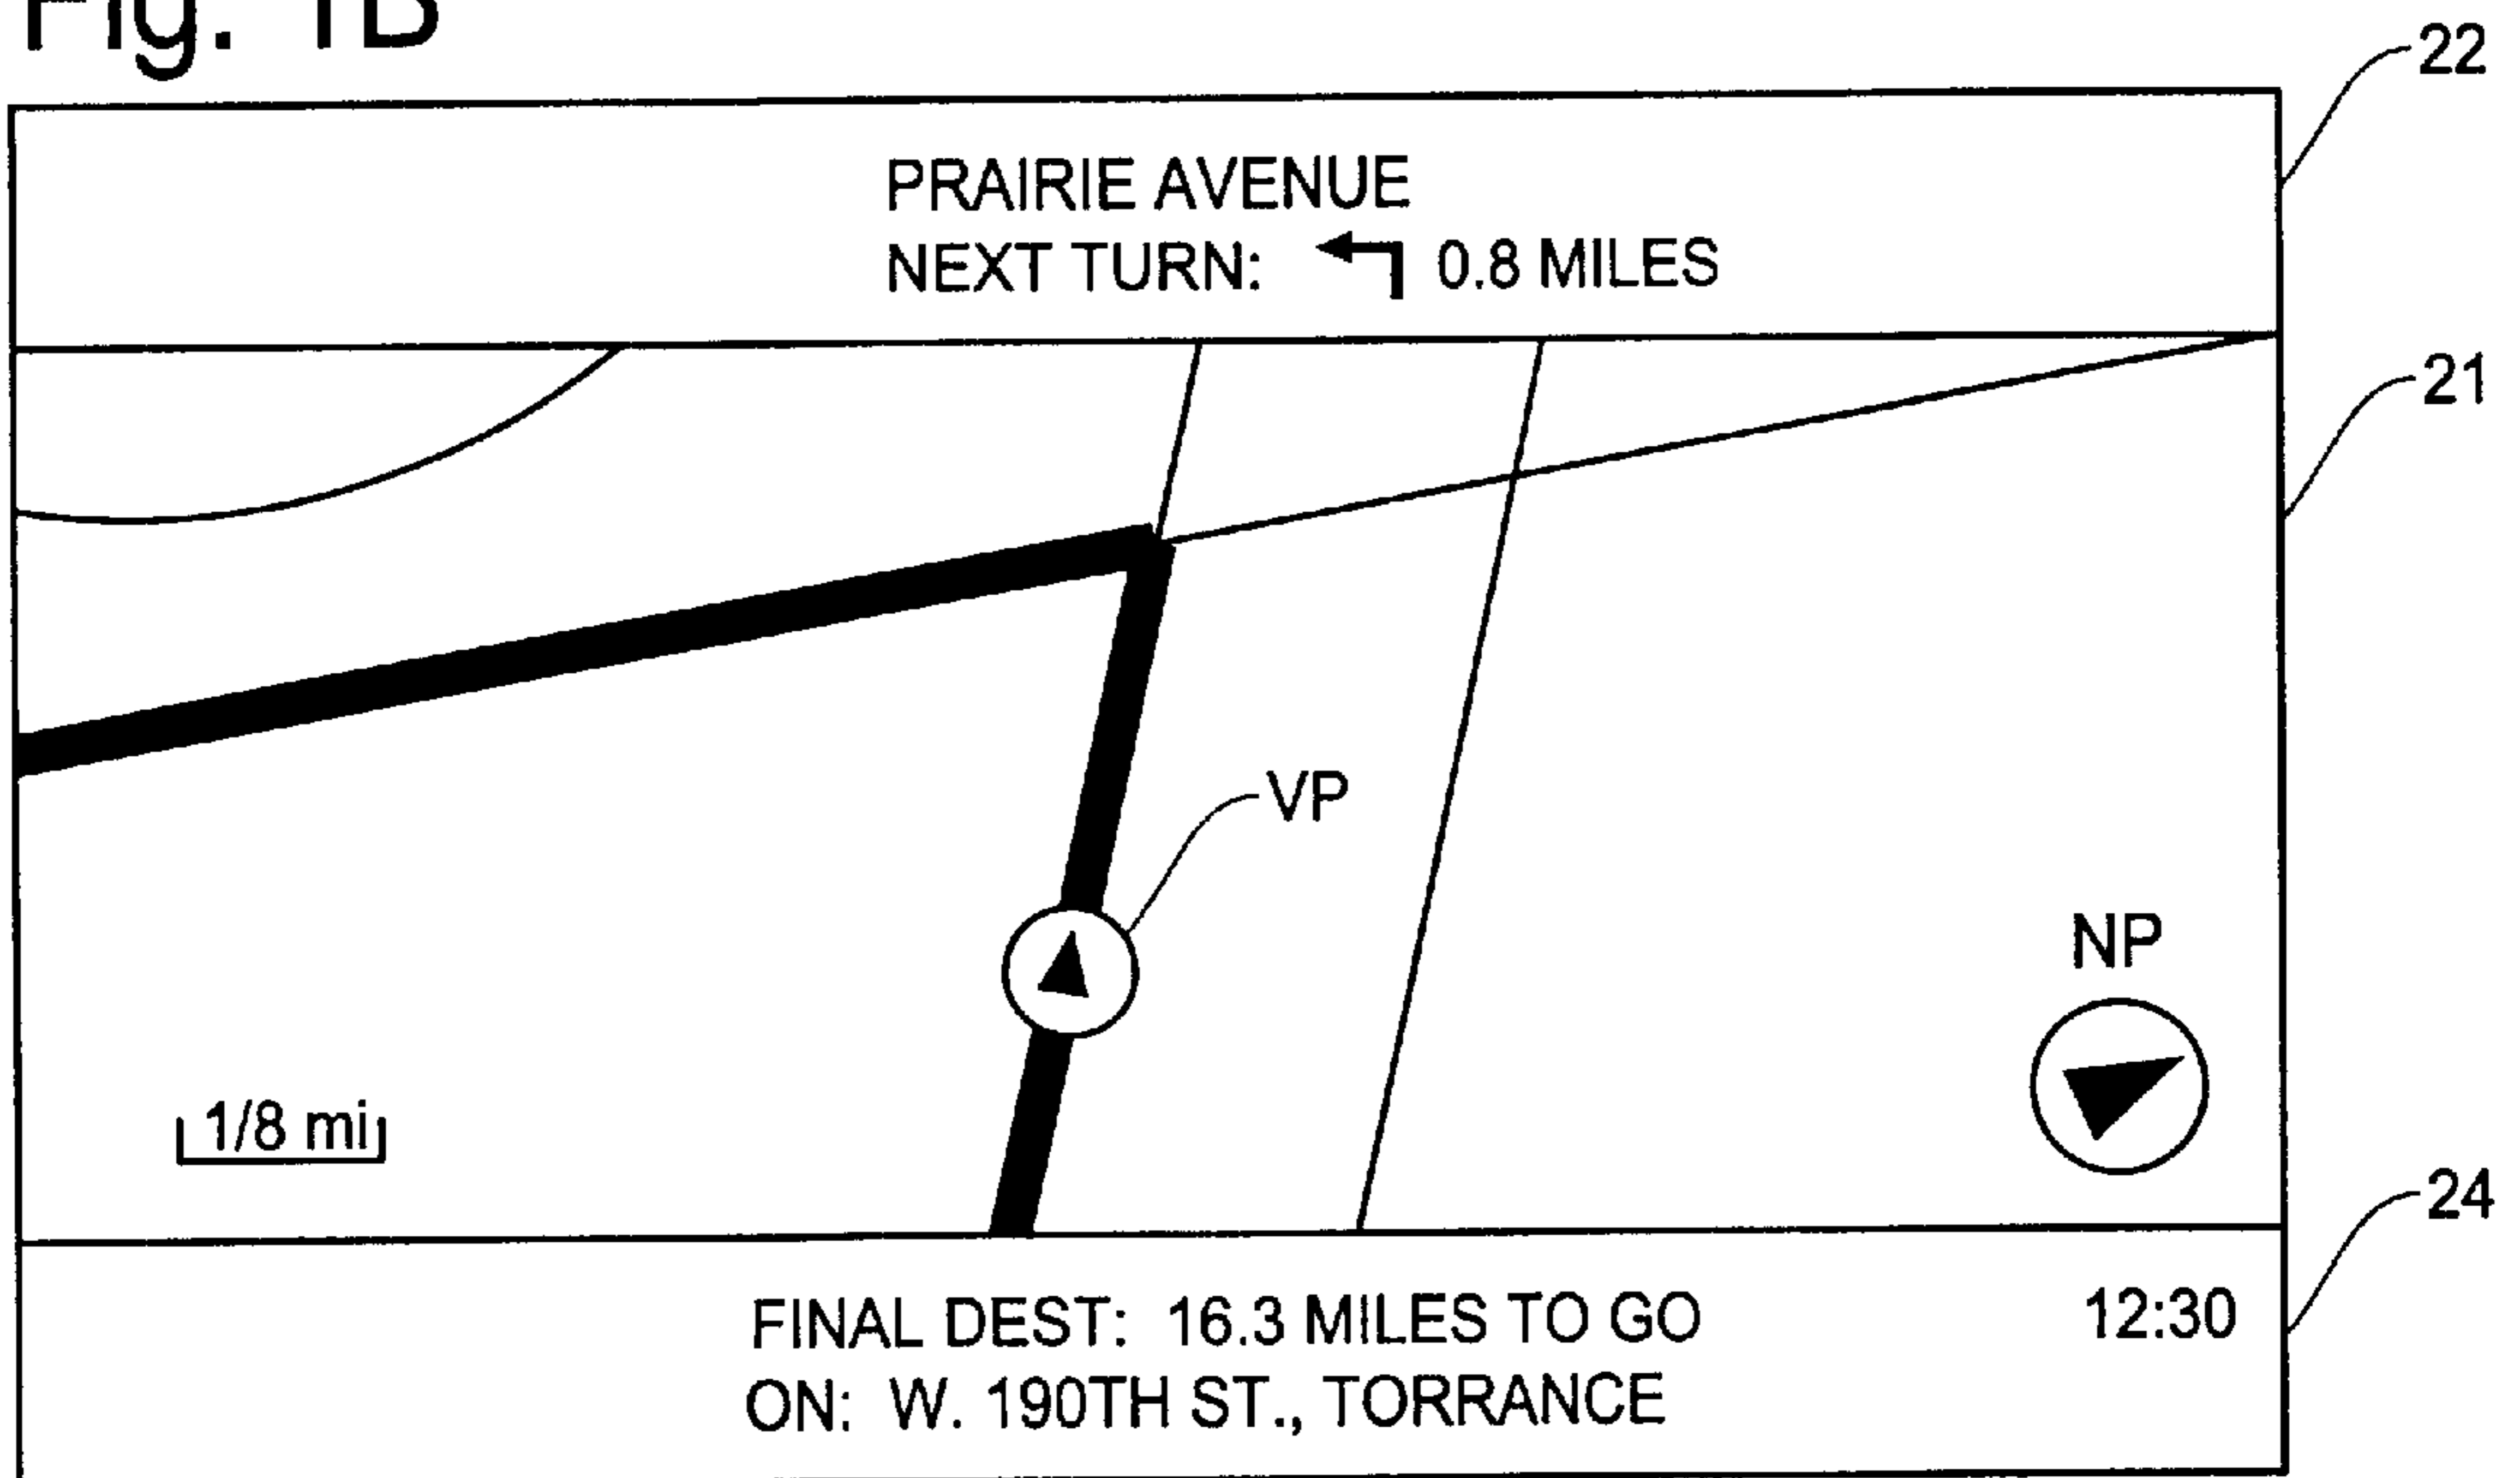 Fig. 1B
22
PRAIRIE AVENUE
NEXT TURN: 0.8 MILES
21
VP
NP
1/8 mi
24
FINAL DEST: 16.3 MILES TO GO
12:30
ON: W. 190TH ST., TORRANCE